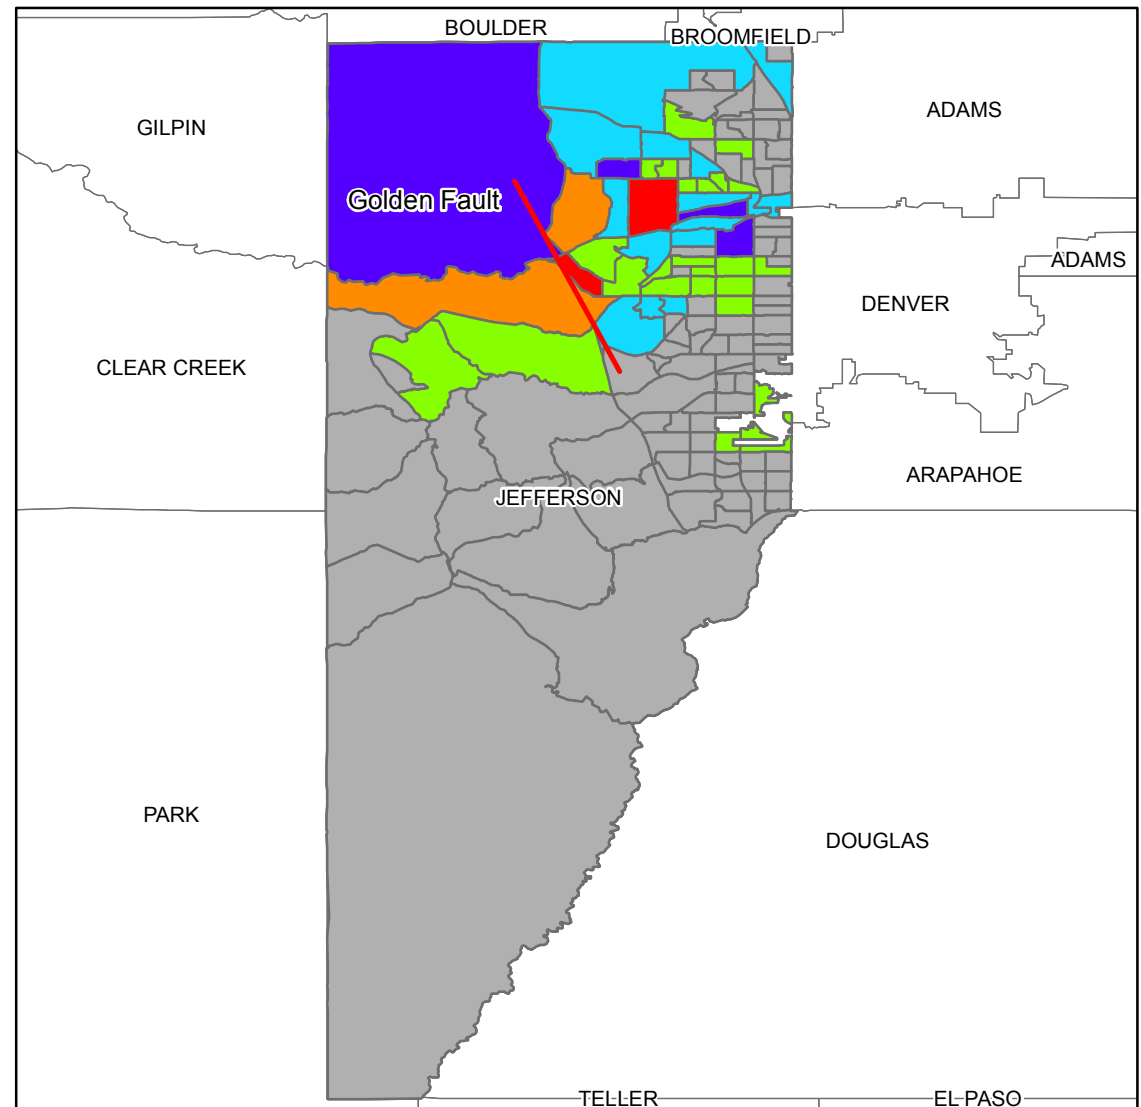 BOULDER
BROOMFIELD
ADAMS
GILPIN
Golden Fault
ADAMS
DENVER
CLEAR CREEK
ARAPAHOE
JEFFERSON
PARK
DOUGLAS
TELLER
EL PASO